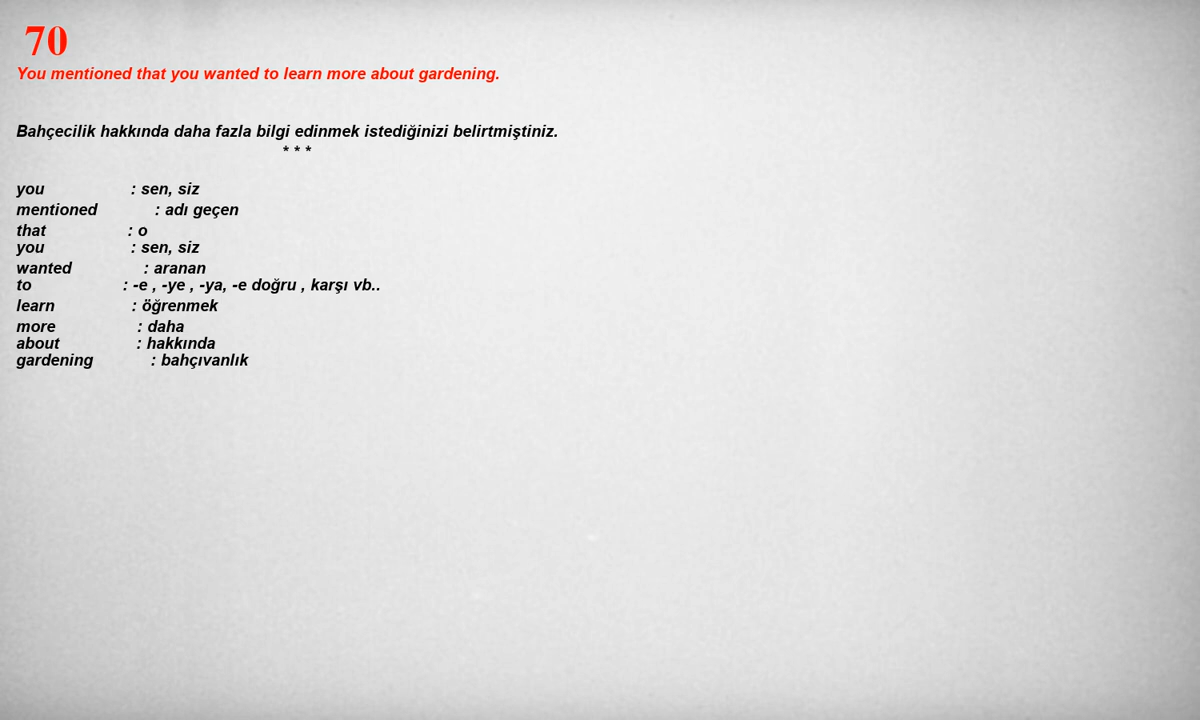 70
You mentioned that you wanted to learn more about gardening.
Bahçecilik hakkında daha fazla bilgi edinmek istediğinizi belirtmiştiniz.
* * *
you : sen, siz
mentioned : adı geçen
that : o
you : sen, siz
wanted : aranan
to : -e , -ye , -ya, -e doğru , karşı vb..
learn : öğrenmek
more : daha
about : hakkında
gardening : bahçıvanlık